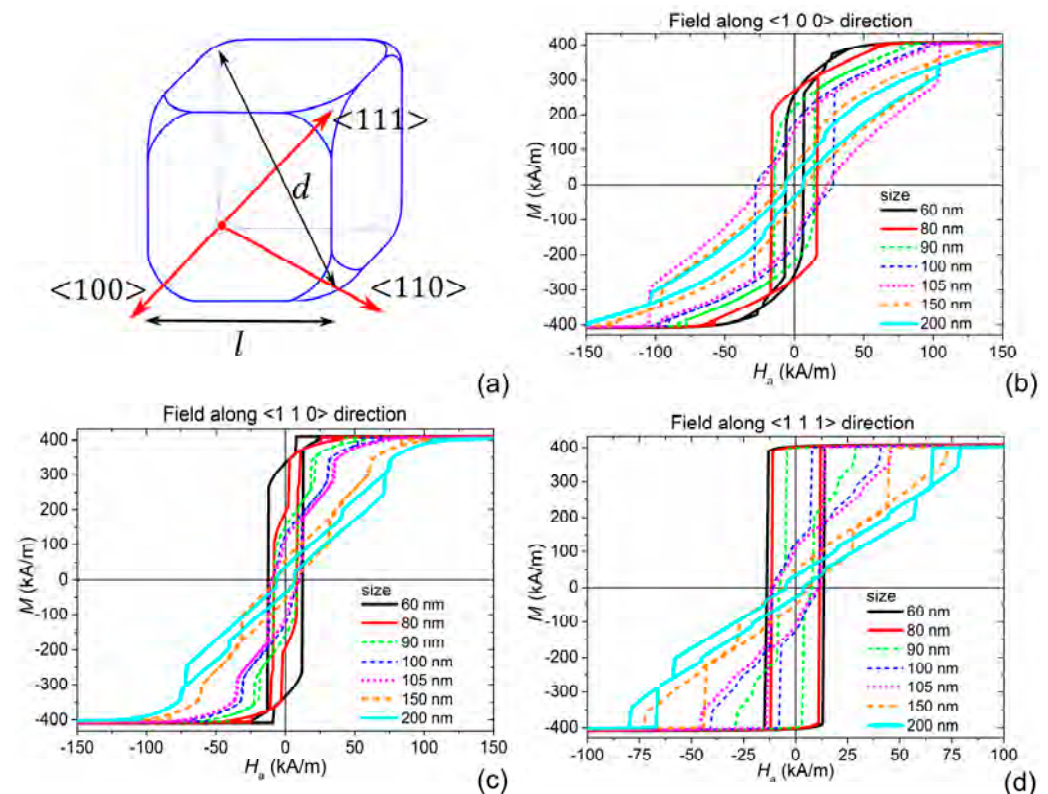 <111>
d
<100>
<110>
l
(a)
Field along <1 0 0> direction
400
300
200
100
0
-100
-200
-300
-400
M (kA/m)
size
60 nm
80 nm
90 nm
100 nm
105 nm
150 nm
200 nm
-150 -100 -50 0 50 100 150
Ha (kA/m)
(b)
Field along <1 1 0> direction
400
300
200
100
0
-100
-200
-300
-400
M (kA/m)
size
60 nm
80 nm
90 nm
100 nm
105 nm
150 nm
200 nm
-150 -100 -50 0 50 100 150
Ha (kA/m)
(c)
Field along <1 1 1> direction
400
300
200
100
0
-100
-200
-300
-400
M (kA/m)
size
60 nm
80 nm
90 nm
100 nm
105 nm
150 nm
200 nm
-100 -75 -50 -25 0 25 50 75 100
Ha (kA/m)
(d)